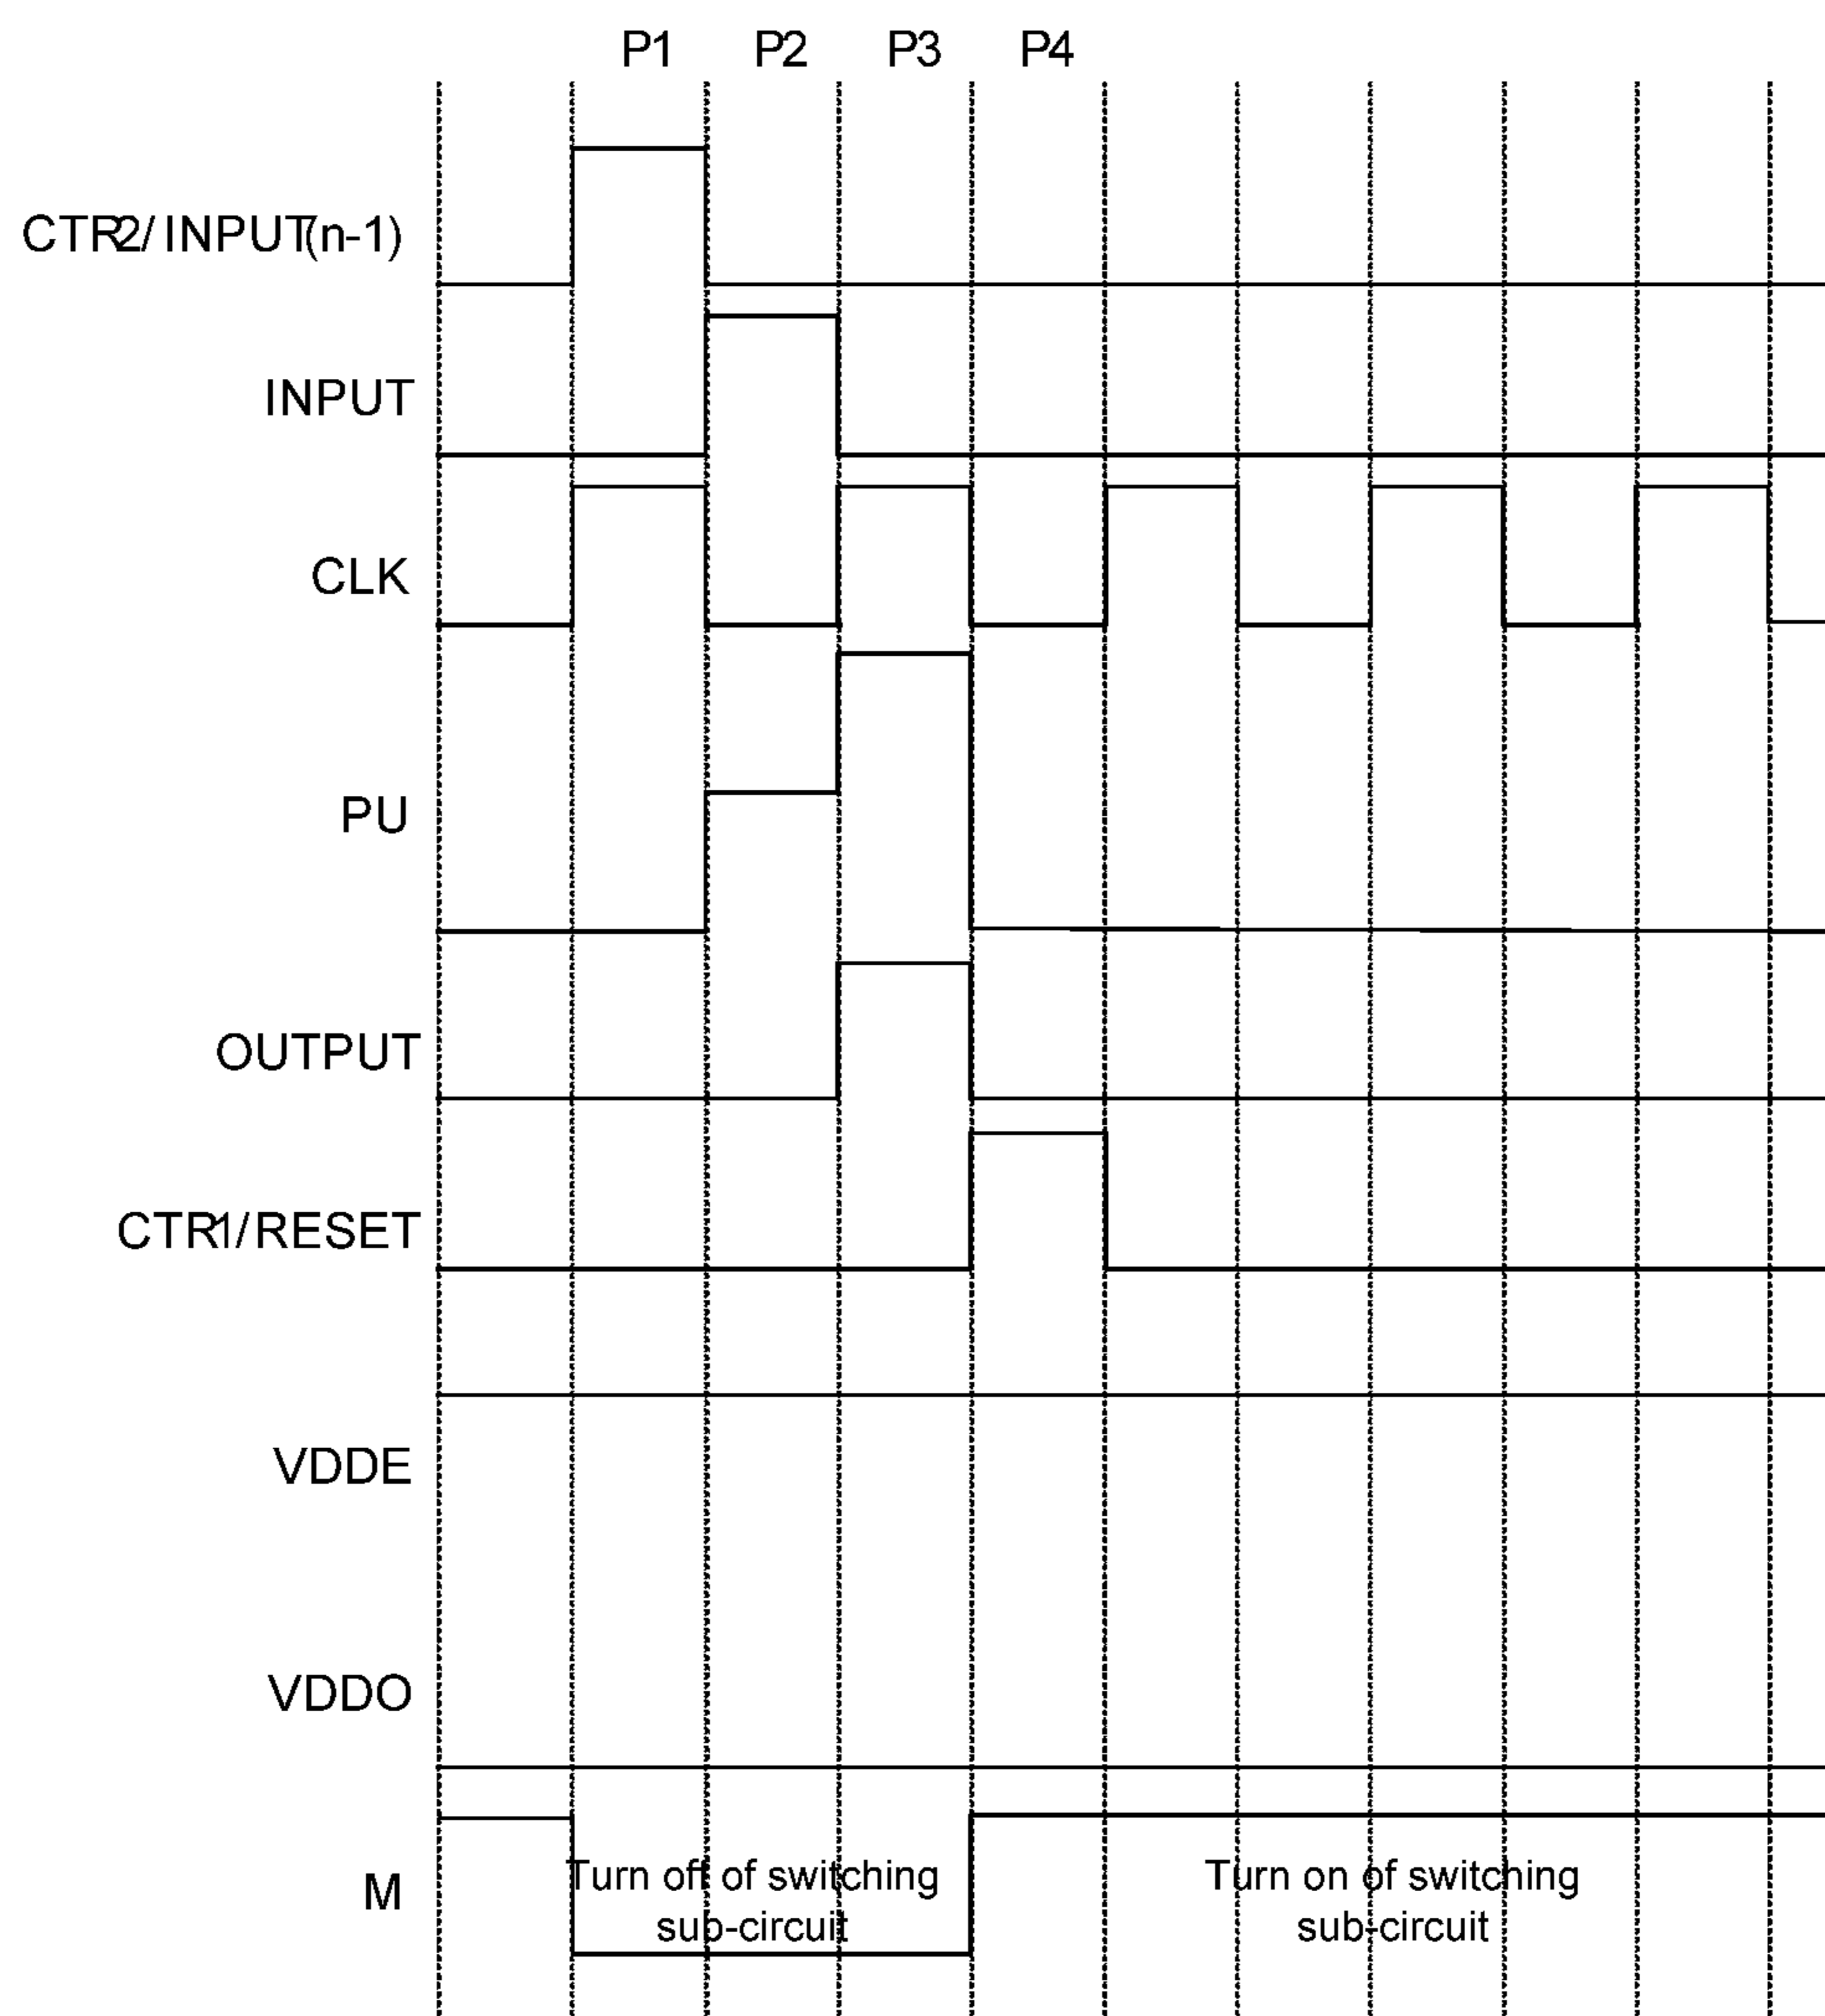 P1 P2 P3 P4
CTR2/INPUT(n-1)
INPUT
CLK
PU
OUTPUT
CTR1/RESET
VDDE
VDDO
M
Turn off of switching
sub-circuit
Turn on of switching
sub-circuit